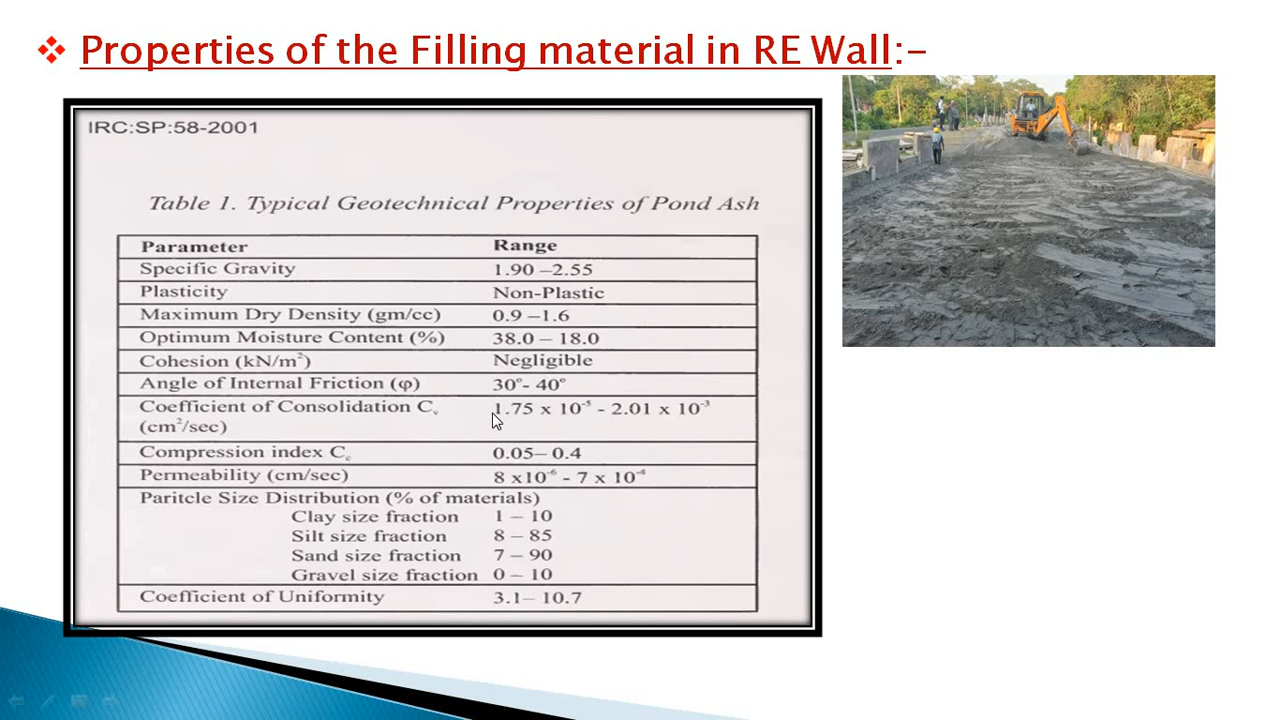 ❖ Properties of the Filling material in RE Wall:-
IRC:SP:58-2001
Table 1. Typical Geotechnical Properties of Pond Ash
Parameter Range
Specific Gravity 1.90 –2.55
Plasticity Non-Plastic
Maximum Dry Density (gm/cc) 0.9 –1.6
Optimum Moisture Content (%) 38.0 – 18.0
Cohesion (kN/m²) Negligible
Angle of Internal Friction (φ) 30°- 40°
Coefficient of Consolidation Cᵥ 1.75 x 10⁻⁵ - 2.01 x 10⁻³
(cm²/sec)
Compression index C꜀ 0.05– 0.4
Permeability (cm/sec) 8 x10⁻⁶ - 7 x 10⁻⁴
Paritcle Size Distribution (% of materials)
Clay size fraction 1 – 10
Silt size fraction 8 – 85
Sand size fraction 7 – 90
Gravel size fraction 0 – 10
Coefficient of Uniformity 3.1– 10.7